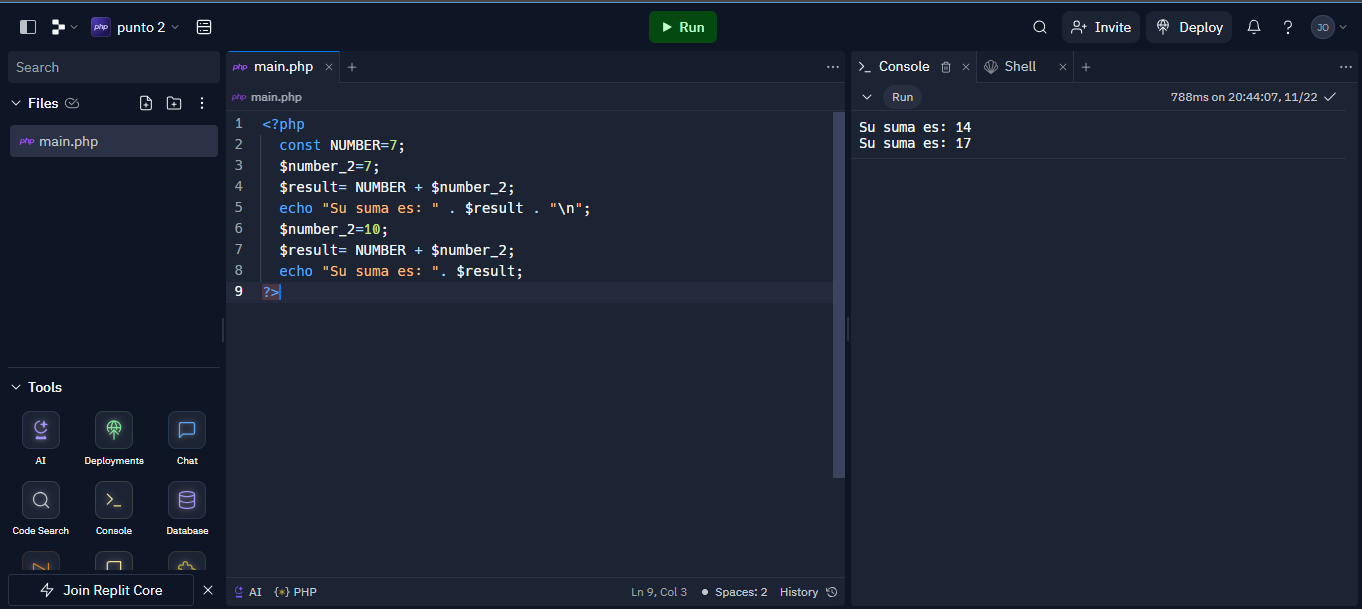 php punto 2
Run
Invite
Deploy
JO
Search
Files
php main.php
Tools
AI
Deployments
Chat
Code Search
Console
Database
Join Replit Core
php main.php
php main.php
1 <?php
2 const NUMBER=7;
3 $number_2=7;
4 $result= NUMBER + $number_2;
5 echo "Su suma es: " . $result . "\n";
6 $number_2=10;
7 $result= NUMBER + $number_2;
8 echo "Su suma es: ". $result;
9 ?>
AI {*} PHP
Ln 9, Col 3 Spaces: 2 History
Console Shell
Run 788ms on 20:44:07, 11/22
Su suma es: 14
Su suma es: 17